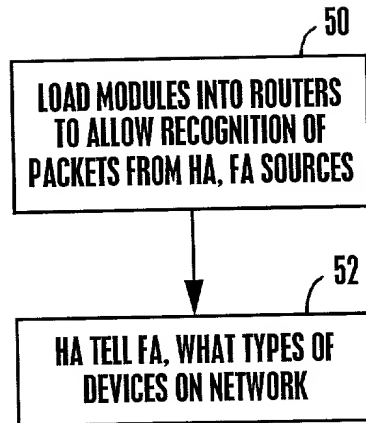 50
LOAD MODULES INTO ROUTERS
TO ALLOW RECOGNITION OF
PACKETS FROM HA, FA SOURCES
52
HA TELL FA, WHAT TYPES OF
DEVICES ON NETWORK